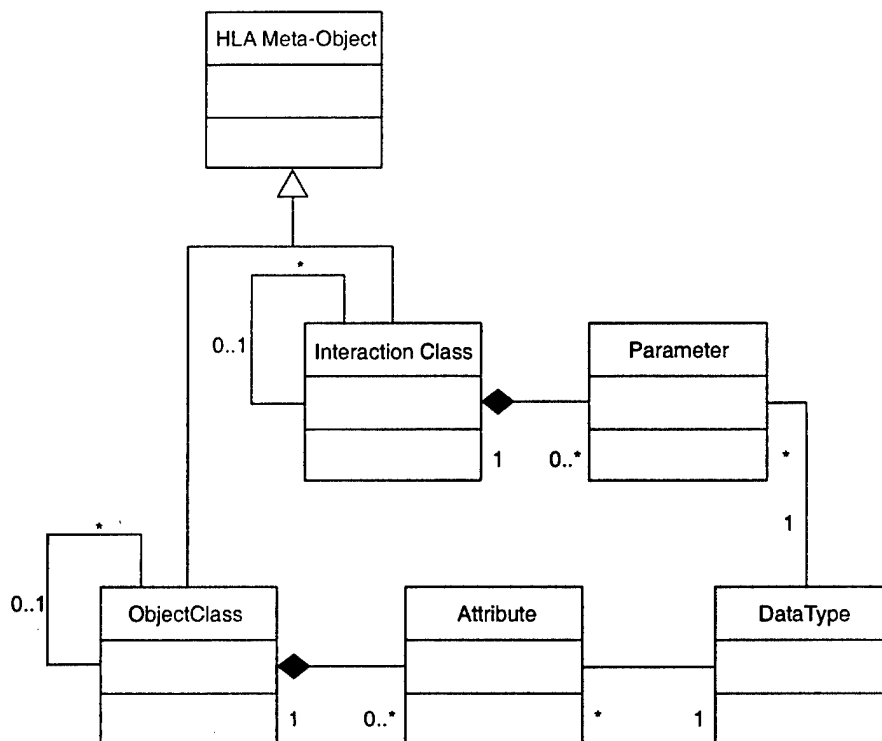 HLA Meta-Object
*
0..1
Interaction Class
Parameter
1
0..*
*
1
*
0..1
ObjectClass
Attribute
DataType
1
0..*
*
1